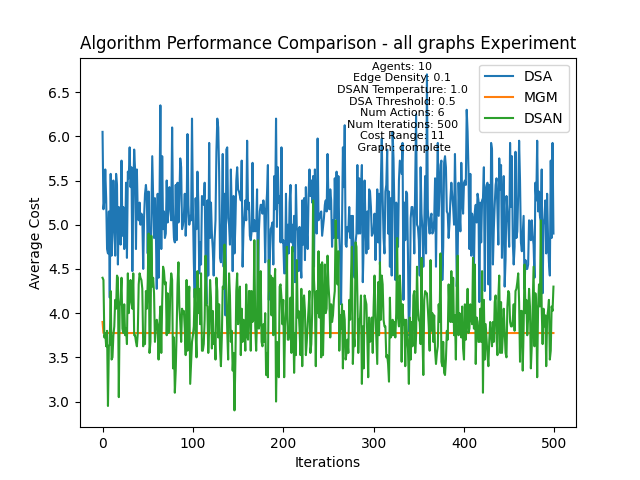 Algorithm Performance Comparison - all graphs Experiment
Agents: 10
Edge Density: 0.1
DSAN Temperature: 1.0
DSA Threshold: 0.5
Num Actions: 6
Num Iterations: 500
Cost Range: 11
Graph: complete
DSA
MGM
DSAN
Average Cost
6.5
6.0
5.5
5.0
4.5
4.0
3.5
3.0
0
100
200
300
400
500
Iterations